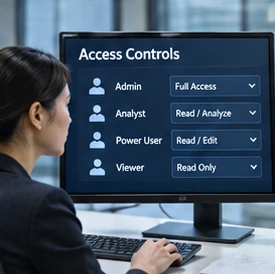 Access Controls
Admin Full Access
Analyst Read / Analyze
Power User Read / Edit
Viewer Read Only